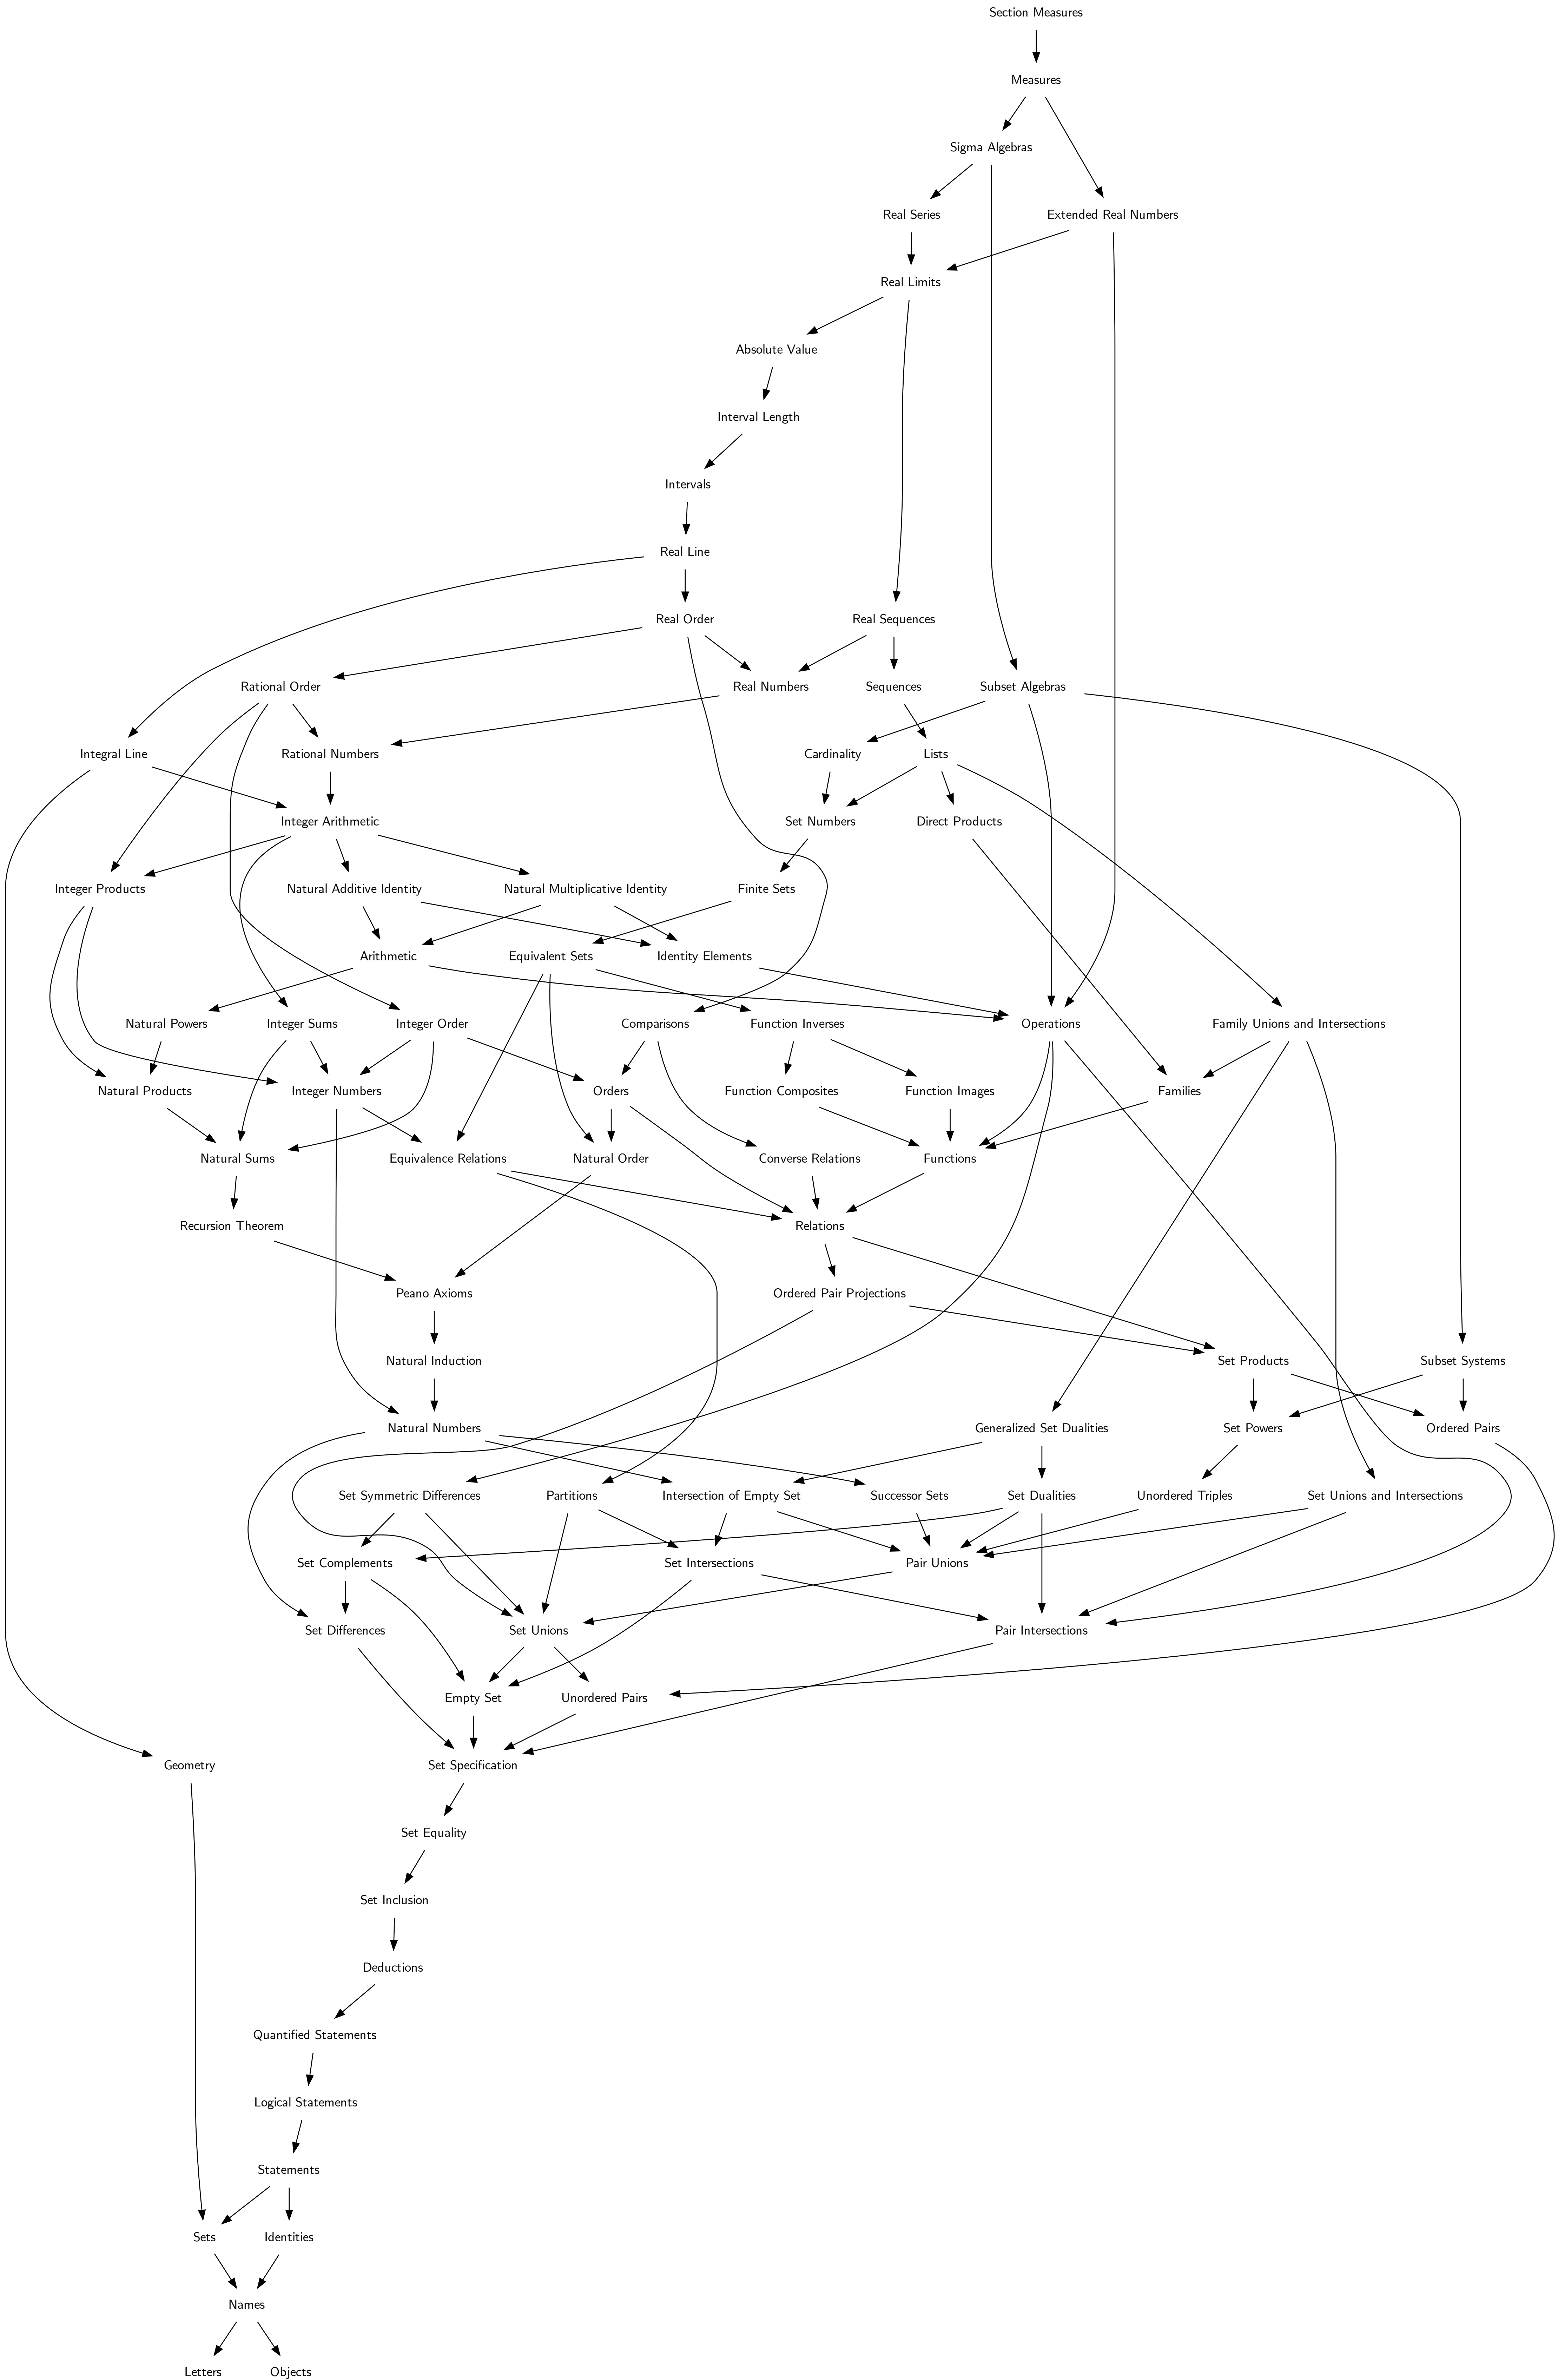 Section Measures
Measures
Sigma Algebras
Real Series
Extended Real Numbers
Real Limits
Absolute Value
Interval Length
Intervals
Real Line
Real Order
Real Sequences
Rational Order
Real Numbers
Sequences
Subset Algebras
Integral Line
Rational Numbers
Cardinality
Lists
Integer Arithmetic
Set Numbers
Direct Products
Integer Products
Natural Additive Identity
Natural Multiplicative Identity
Finite Sets
Arithmetic
Equivalent Sets
Identity Elements
Natural Powers
Integer Sums
Integer Order
Comparisons
Function Inverses
Operations
Family Unions and Intersections
Natural Products
Integer Numbers
Orders
Function Composites
Function Images
Families
Natural Sums
Equivalence Relations
Natural Order
Converse Relations
Functions
Recursion Theorem
Relations
Peano Axioms
Ordered Pair Projections
Natural Induction
Set Products
Subset Systems
Natural Numbers
Generalized Set Dualities
Set Powers
Ordered Pairs
Set Symmetric Differences
Partitions
Intersection of Empty Set
Successor Sets
Set Dualities
Unordered Triples
Set Unions and Intersections
Set Complements
Set Intersections
Pair Unions
Set Differences
Set Unions
Pair Intersections
Empty Set
Unordered Pairs
Geometry
Set Specification
Set Equality
Set Inclusion
Deductions
Quantified Statements
Logical Statements
Statements
Sets
Identities
Names
Letters
Objects